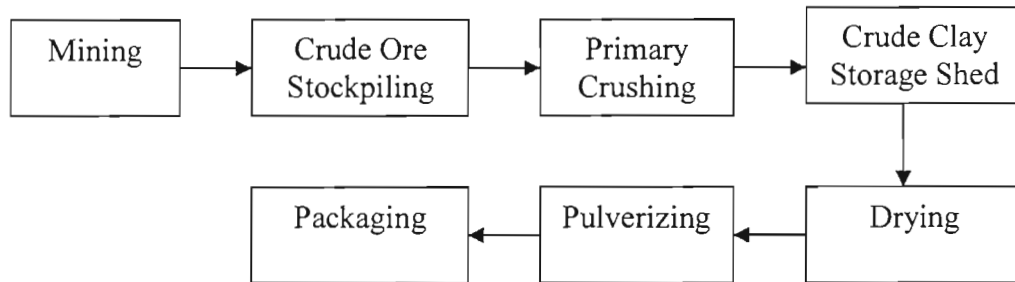 Mining
Crude Ore
Stockpiling
Primary
Crushing
Crude Clay
Storage Shed
Drying
Pulverizing
Packaging